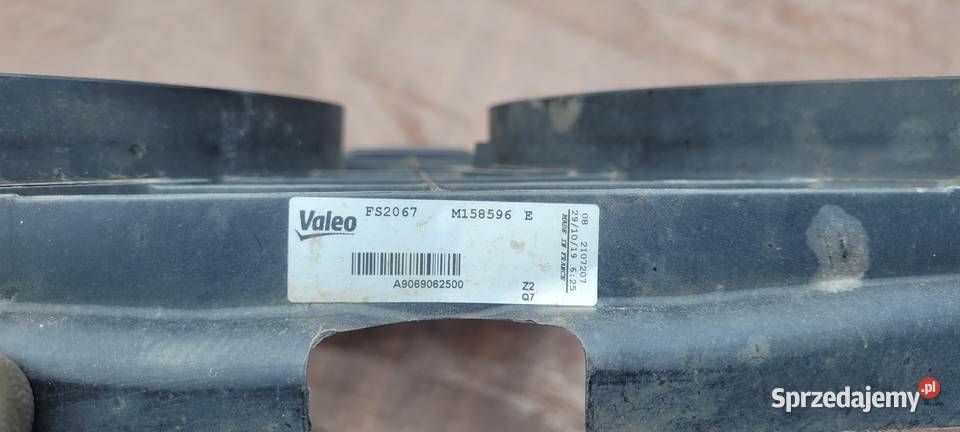 Valeo FS2067 M158596 E
A9069062500
Z2
Q7
08 2107207
29/10/19 6:25
MADE IN FRANCE
Sprzedajemy.pl